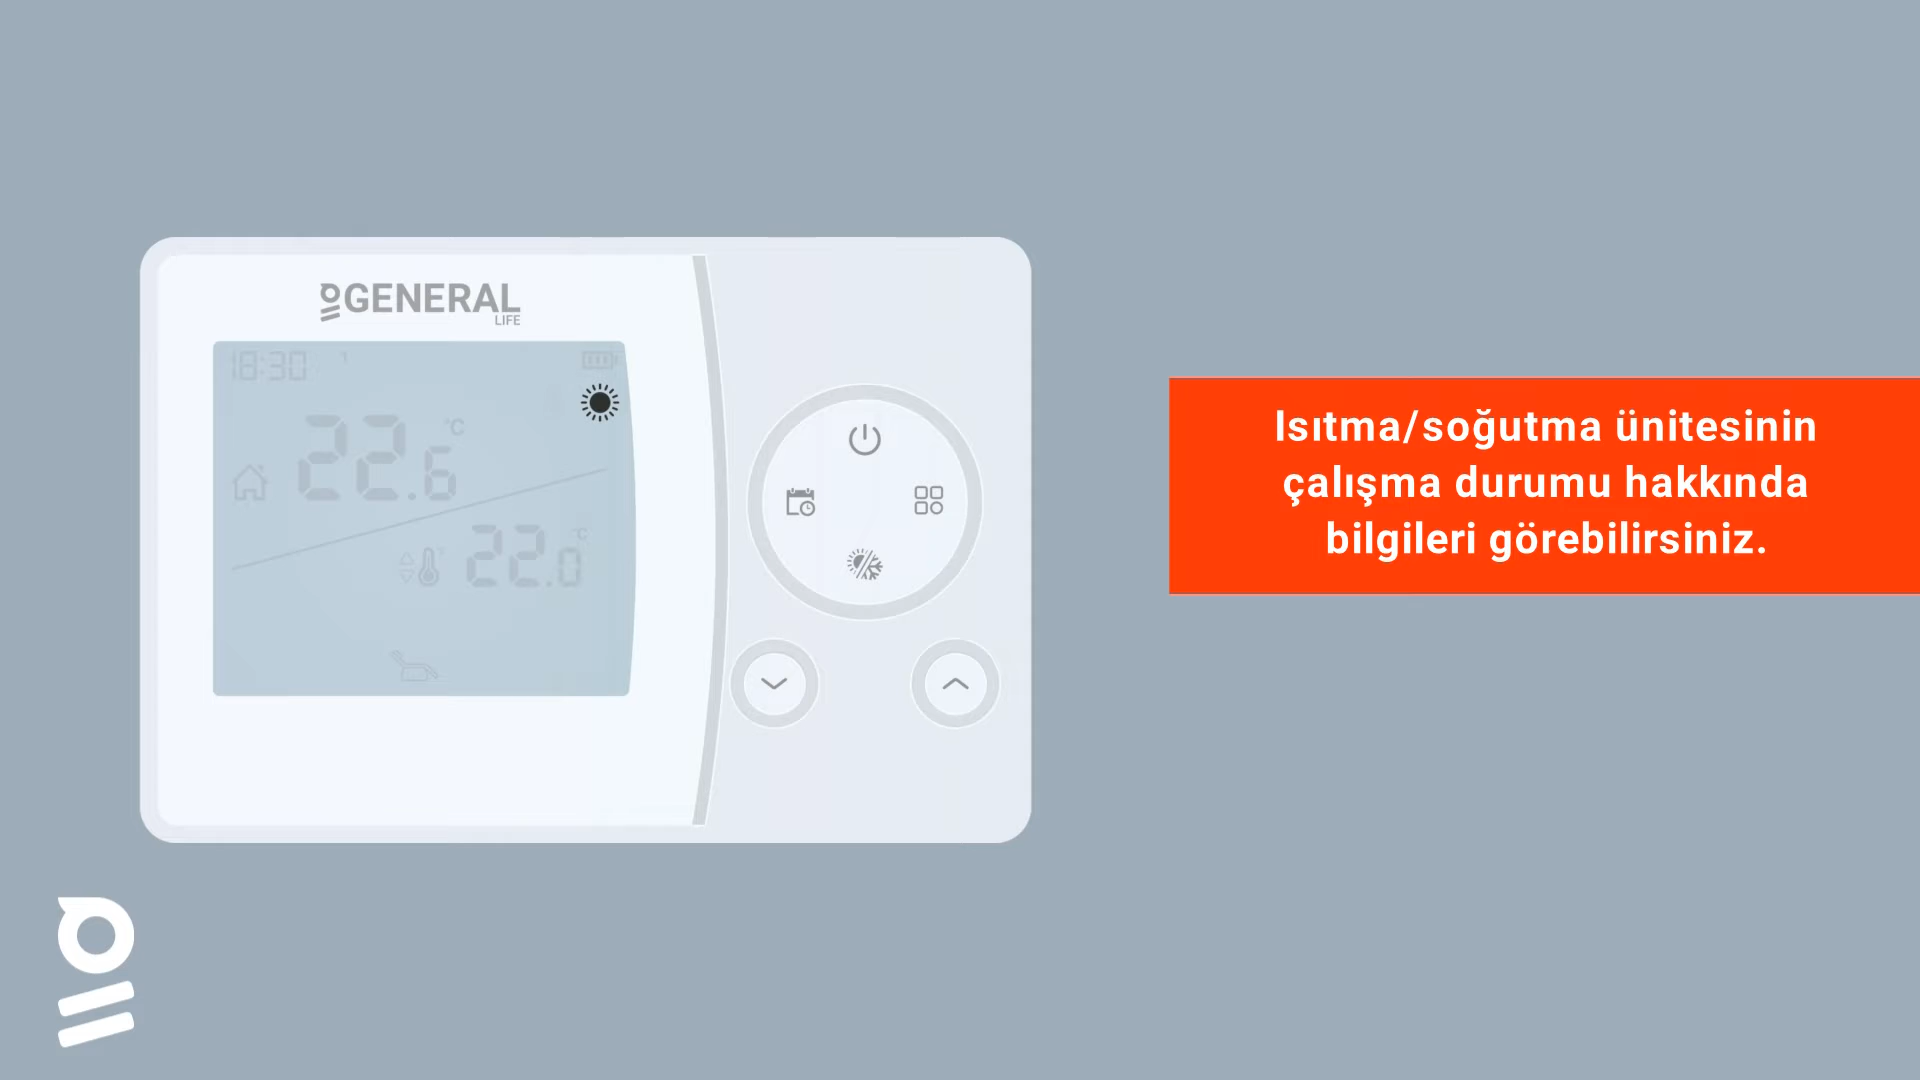 GENERAL
LIFE
18:30 1
22.6 °C
22.0 °C
Isıtma/soğutma ünitesinin
çalışma durumu hakkında
bilgileri görebilirsiniz.